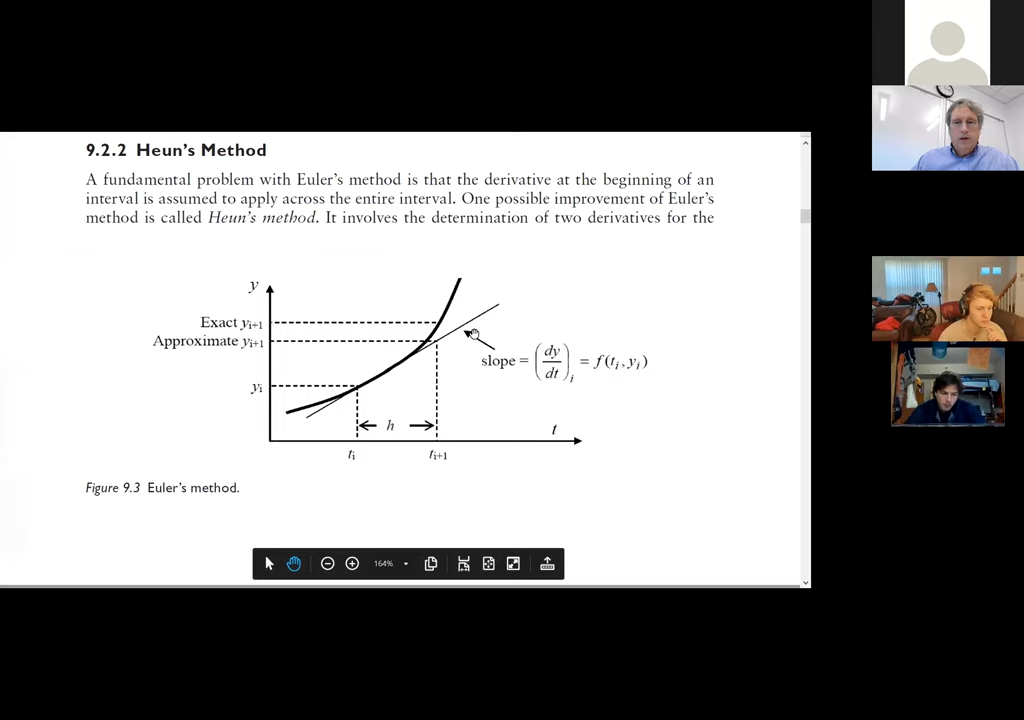 9.2.2 Heun's Method
A fundamental problem with Euler's method is that the derivative at the beginning of an
interval is assumed to apply across the entire interval. One possible improvement of Euler's
method is called Heun's method. It involves the determination of two derivatives for the
y
Exact yi+1
Approximate yi+1
slope = (dy/dt)i = f(ti, yi)
yi
h
t
ti
ti+1
Figure 9.3 Euler's method.
164%